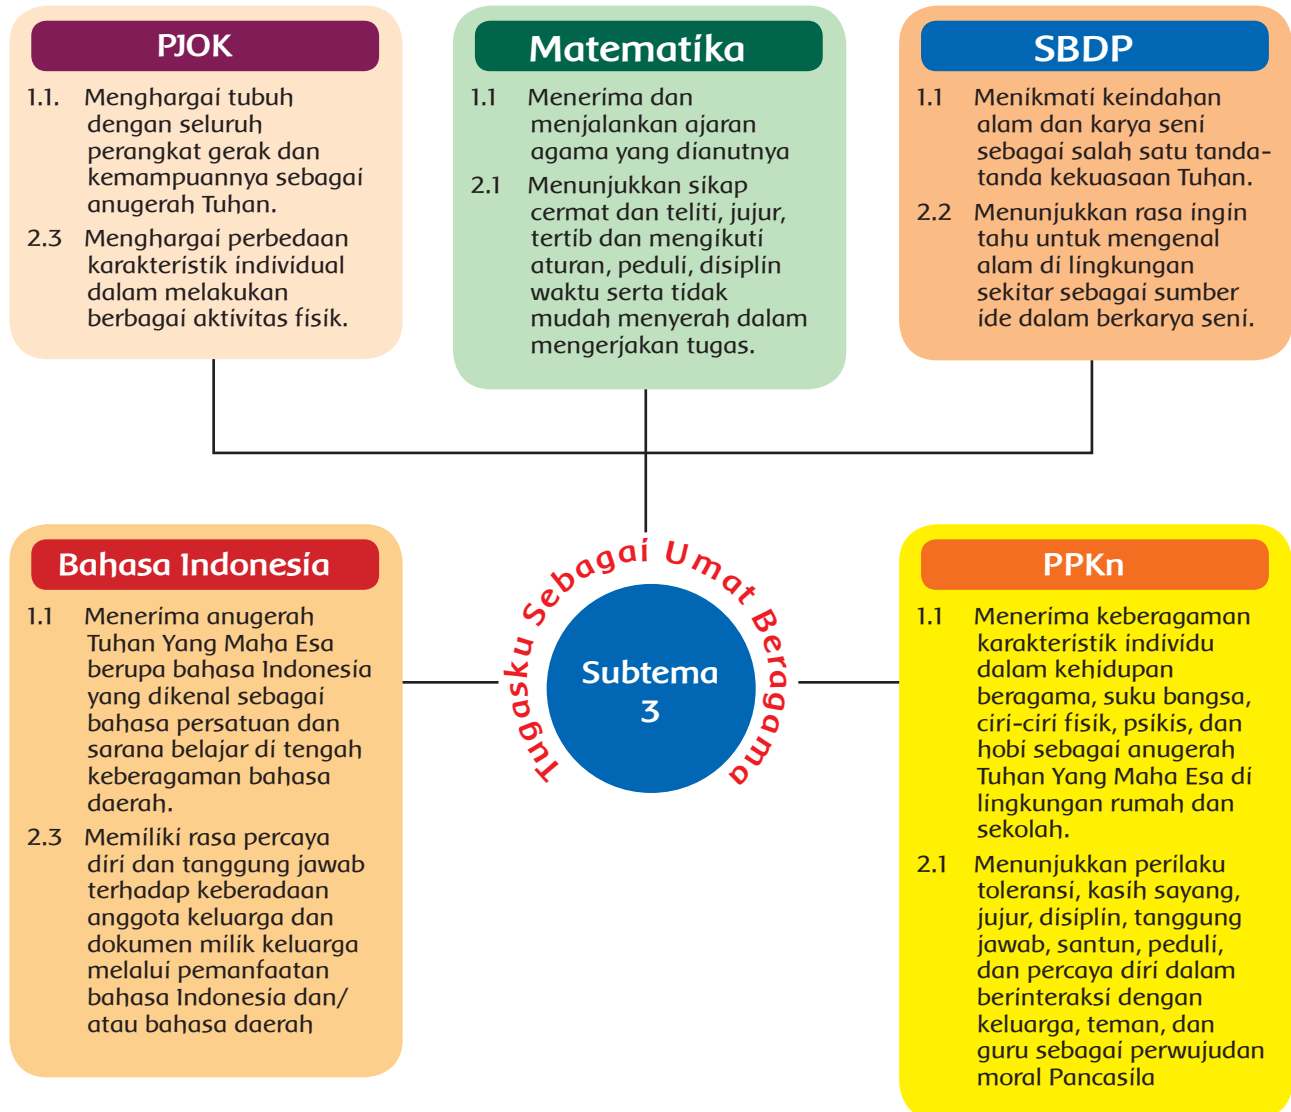 PJOK
1.1. Menghargai tubuh
dengan seluruh
perangkat gerak dan
kemampuannya sebagai
anugerah Tuhan.
2.3 Menghargai perbedaan
karakteristik individual
dalam melakukan
berbagai aktivitas fisik.
Matematika
1.1 Menerima dan
menjalankan ajaran
agama yang dianutnya
2.1 Menunjukkan sikap
cermat dan teliti, jujur,
tertib dan mengikuti
aturan, peduli, disiplin
waktu serta tidak
mudah menyerah dalam
mengerjakan tugas.
SBDP
1.1 Menikmati keindahan
alam dan karya seni
sebagai salah satu tanda-
tanda kekuasaan Tuhan.
2.2 Menunjukkan rasa ingin
tahu untuk mengenal
alam di lingkungan
sekitar sebagai sumber
ide dalam berkarya seni.
Bahasa Indonesia
1.1 Menerima anugerah
Tuhan Yang Maha Esa
berupa bahasa Indonesia
yang dikenal sebagai
bahasa persatuan dan
sarana belajar di tengah
keberagaman bahasa
daerah.
2.3 Memiliki rasa percaya
diri dan tanggung jawab
terhadap keberadaan
anggota keluarga dan
dokumen milik keluarga
melalui pemanfaatan
bahasa Indonesia dan/
atau bahasa daerah
Tugasku Sebagai Umat Beragama
Subtema
3
PPKn
1.1 Menerima keberagaman
karakteristik individu
dalam kehidupan
beragama, suku bangsa,
ciri-ciri fisik, psikis, dan
hobi sebagai anugerah
Tuhan Yang Maha Esa di
lingkungan rumah dan
sekolah.
2.1 Menunjukkan perilaku
toleransi, kasih sayang,
jujur, disiplin, tanggung
jawab, santun, peduli,
dan percaya diri dalam
berinteraksi dengan
keluarga, teman, dan
guru sebagai perwujudan
moral Pancasila